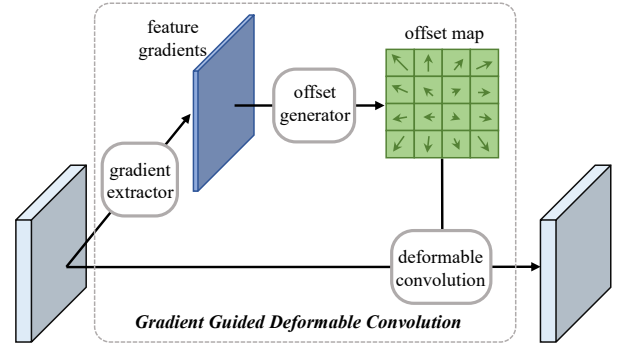 feature
gradients
offset map
offset
generator
gradient
extractor
deformable
convolution
Gradient Guided Deformable Convolution